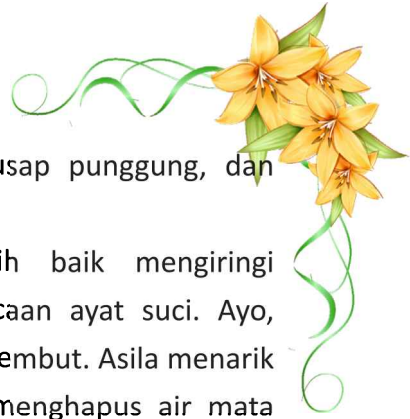 usap punggung, dan
ih baik mengiringi
caan ayat suci. Ayo,
embut. Asila menarik
menghapus air mata